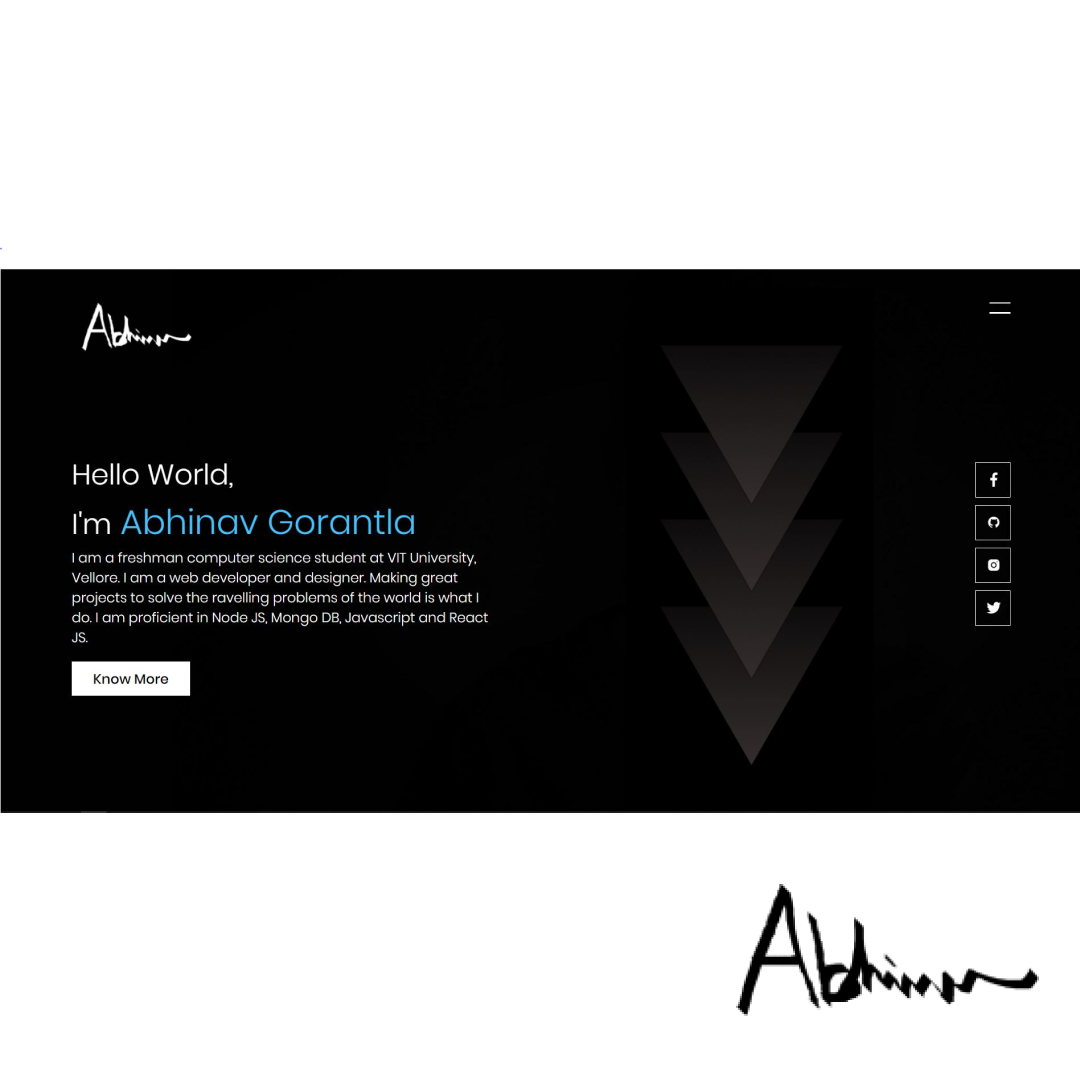 Abhinav
Hello World,
I'm Abhinav Gorantla
I am a freshman computer science student at VIT University,
Vellore. I am a web developer and designer. Making great
projects to solve the ravelling problems of the world is what I
do. I am proficient in Node JS, Mongo DB, Javascript and React
JS.
Know More
Abhinav